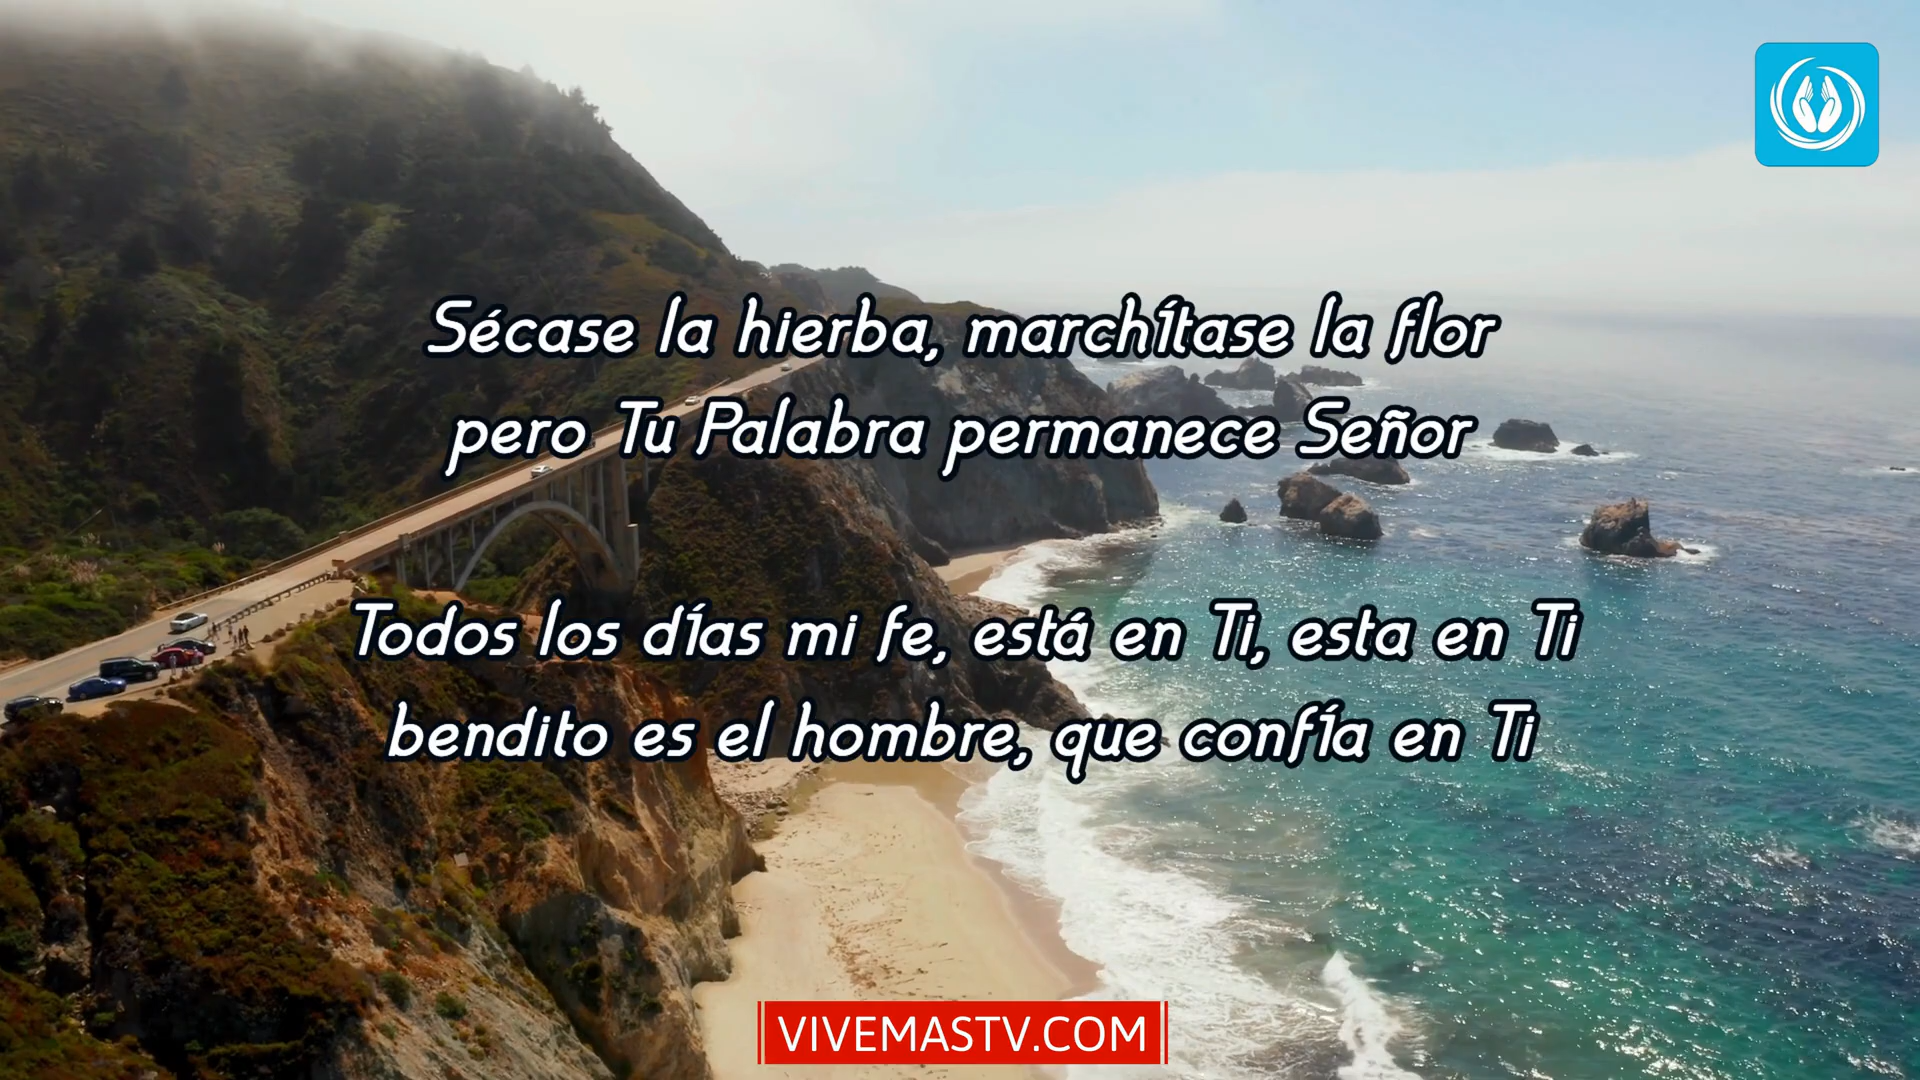 Sécase la hierba, marchítase la flor
pero Tu Palabra permanece Señor
Todos los días mi fe, está en Ti, esta en Ti
bendito es el hombre, que confía en Ti
VIVEMASTV.COM